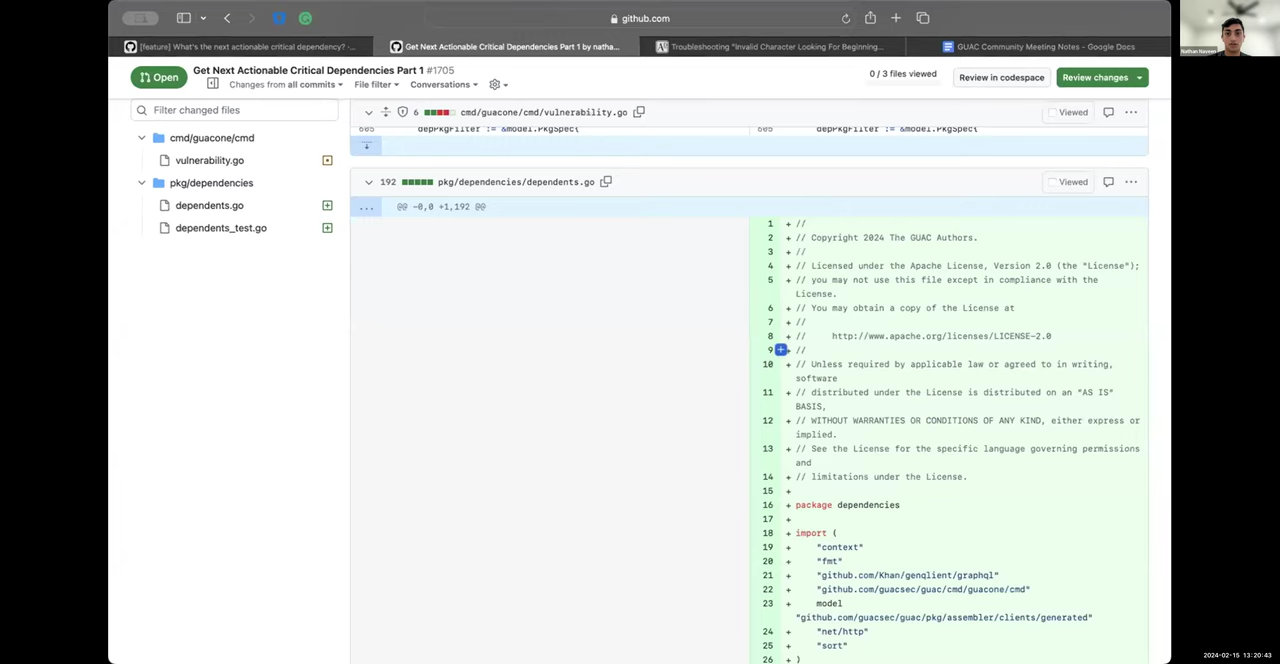 github.com
[feature] What's the next actionable critical dependency? ·...
Get Next Actionable Critical Dependencies Part 1 by natha...
Troubleshooting "Invalid Character Looking For Beginning...
GUAC Community Meeting Notes - Google Docs
Open
Get Next Actionable Critical Dependencies Part 1 #1705
Changes from all commits
File filter
Conversations
0 / 3 files viewed
Review in codespace
Review changes
Filter changed files
cmd/guacone/cmd
vulnerability.go
pkg/dependencies
dependents.go
dependents_test.go
6 cmd/guacone/cmd/vulnerability.go
Viewed
605 depPkgFilter := &model.PkgSpec{
605 depPkgFilter := &model.PkgSpec{
192 pkg/dependencies/dependents.go
Viewed
... @@ -0,0 +1,192 @@
1 + //
2 + // Copyright 2024 The GUAC Authors.
3 + //
4 + // Licensed under the Apache License, Version 2.0 (the "License");
5 + // you may not use this file except in compliance with the
License.
6 + // You may obtain a copy of the License at
7 + //
8 + //     http://www.apache.org/licenses/LICENSE-2.0
9 + //
10 + // Unless required by applicable law or agreed to in writing,
software
11 + // distributed under the License is distributed on an "AS IS"
BASIS,
12 + // WITHOUT WARRANTIES OR CONDITIONS OF ANY KIND, either express or
implied.
13 + // See the License for the specific language governing permissions
and
14 + // limitations under the License.
15 +
16 + package dependencies
17 +
18 + import (
19 + "context"
20 + "fmt"
21 + "github.com/Khan/genqlient/graphql"
22 + "github.com/guacsec/guac/cmd/guacone/cmd"
23 + model
"github.com/guacsec/guac/pkg/assembler/clients/generated"
24 + "net/http"
25 + "sort"
26 + )
Nathan Naveen
2024-02-15 13:20:43